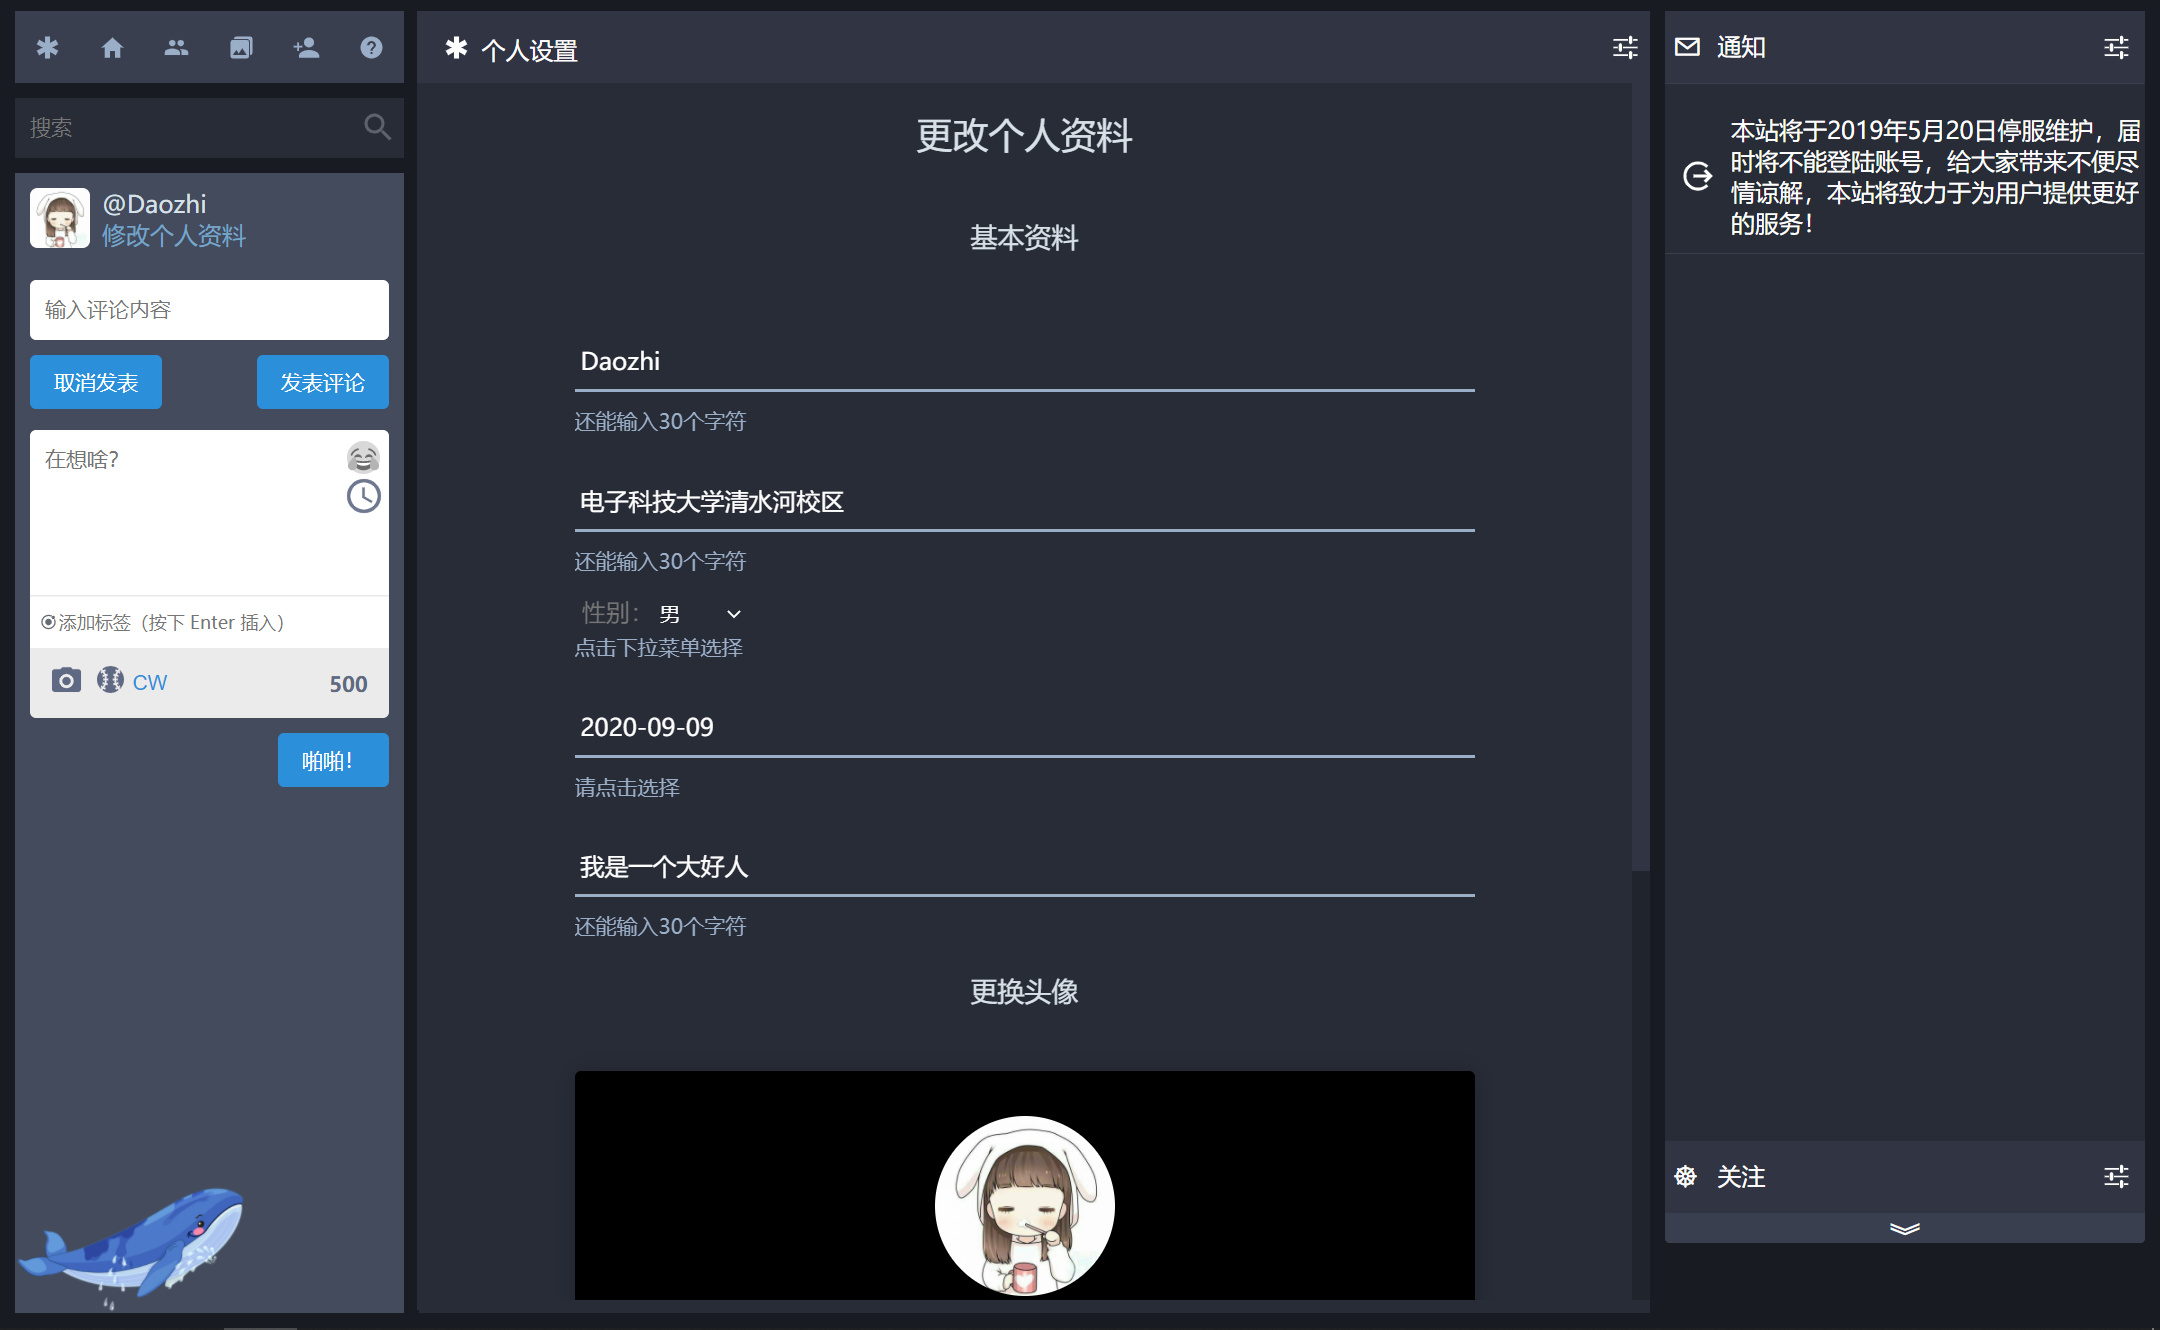 搜索
@Daozhi
修改个人资料
输入评论内容
取消发表
发表评论
在想啥？
添加标签（按下 Enter 插入）
CW
500
啪啪！
个人设置
更改个人资料
基本资料
Daozhi
还能输入30个字符
电子科技大学清水河校区
还能输入30个字符
性别：
男
点击下拉菜单选择
2020-09-09
请点击选择
我是一个大好人
还能输入30个字符
更换头像
通知
本站将于2019年5月20日停服维护，届
时将不能登陆账号，给大家带来不便尽
情谅解，本站将致力于为用户提供更好
的服务！
关注